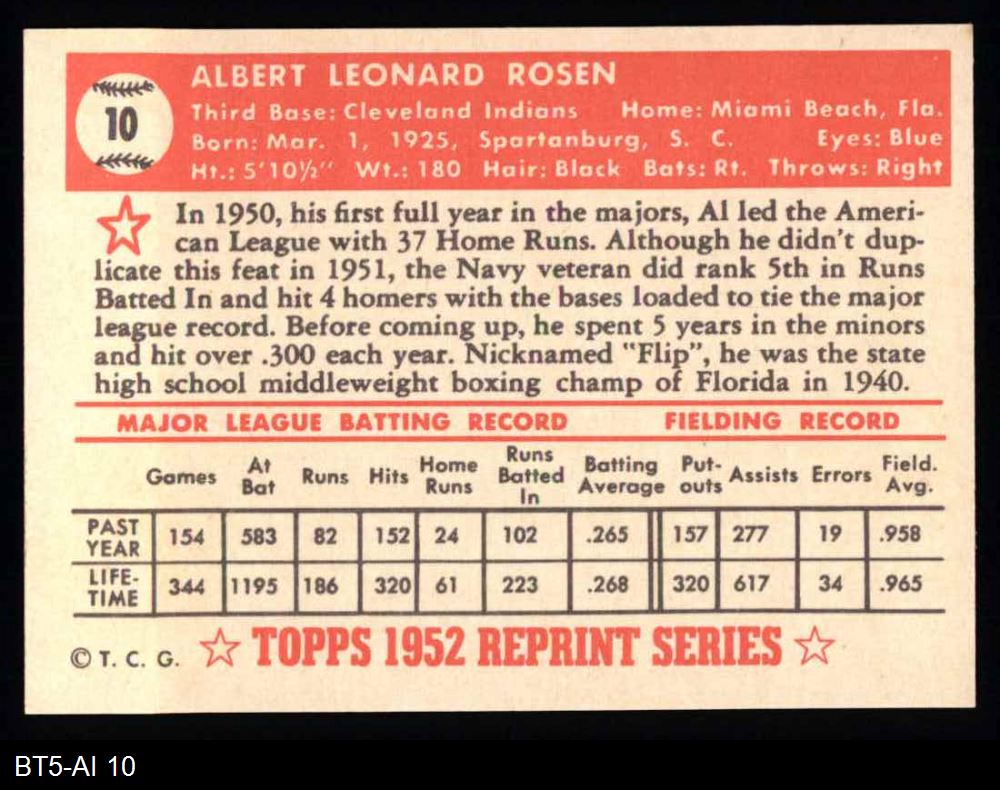 10
ALBERT LEONARD ROSEN
Third Base: Cleveland Indians Home: Miami Beach, Fla.
Born: Mar. 1, 1925, Spartanburg, S. C. Eyes: Blue
Ht.: 5'10½" Wt.: 180 Hair: Black Bats: Rt. Throws: Right
In 1950, his first full year in the majors, Al led the Ameri-
can League with 37 Home Runs. Although he didn't dup-
licate this feat in 1951, the Navy veteran did rank 5th in Runs
Batted In and hit 4 homers with the bases loaded to tie the major
league record. Before coming up, he spent 5 years in the minors
and hit over .300 each year. Nicknamed "Flip", he was the state
high school middleweight boxing champ of Florida in 1940.
MAJOR LEAGUE BATTING RECORD FIELDING RECORD
Games At Bat Runs Hits Home Runs Runs Batted In Batting Average Put-outs Assists Errors Field. Avg.
PAST YEAR 154 583 82 152 24 102 .265 157 277 19 .958
LIFE-TIME 344 1195 186 320 61 223 .268 320 617 34 .965
© T. C. G. TOPPS 1952 REPRINT SERIES
BT5-AI 10